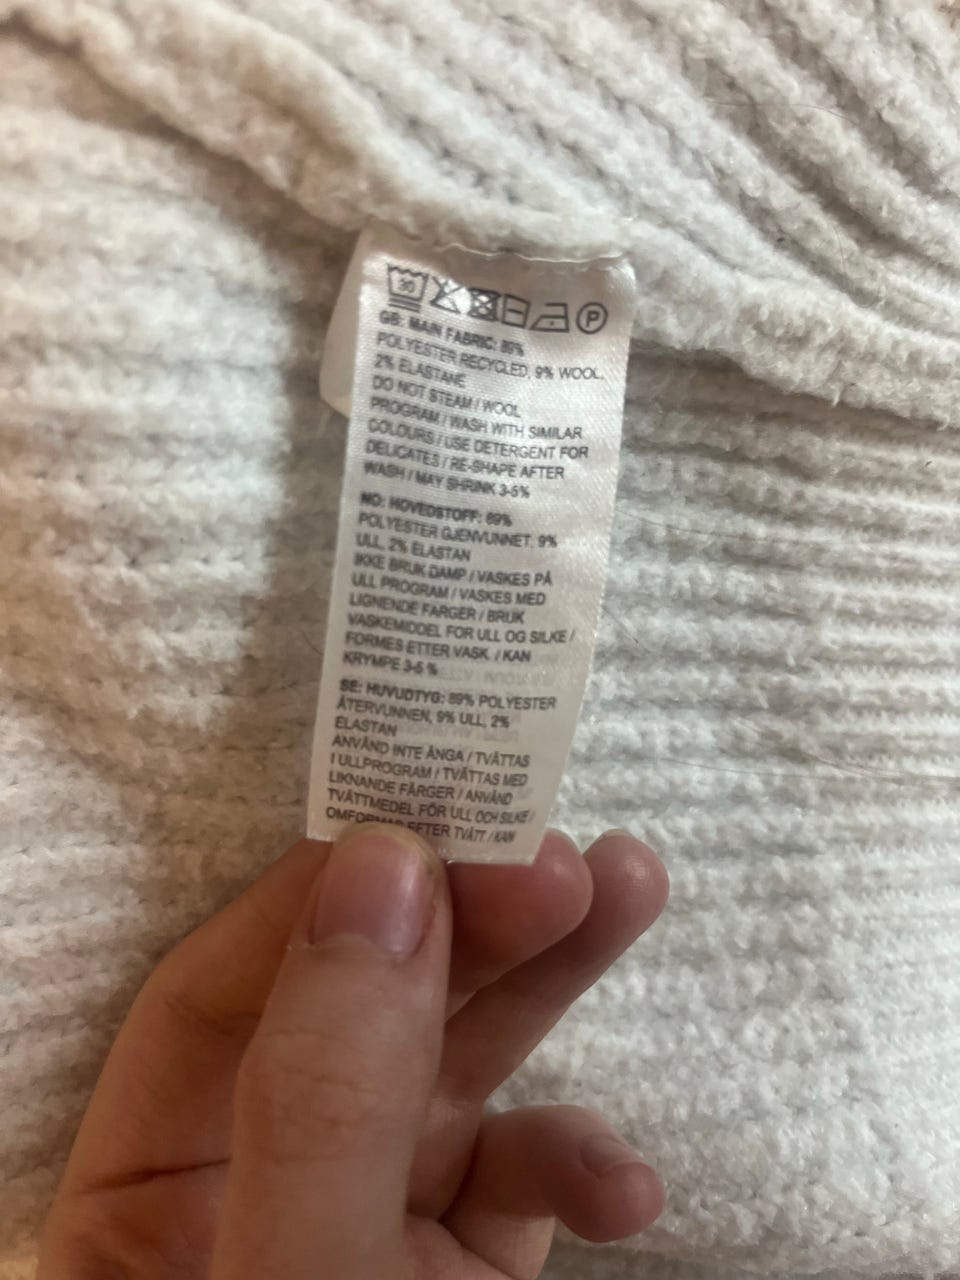 30 P
GB: MAIN FABRIC: 89%
POLYESTER RECYCLED, 9% WOOL,
2% ELASTANE
DO NOT STEAM / WOOL
PROGRAM / WASH WITH SIMILAR
COLOURS / USE DETERGENT FOR
DELICATES / RE-SHAPE AFTER
WASH / MAY SHRINK 3-5%
NO: HOVEDSTOFF: 89%
POLYESTER GJENVUNNET, 9%
ULL, 2% ELASTAN
IKKE BRUK DAMP / VASKES PÅ
ULL PROGRAM / VASKES MED
LIGNENDE FARGER / BRUK
VASKEMIDDEL FOR ULL OG SILKE /
FORMES ETTER VASK. / KAN
KRYMPE 3-5 %
SE: HUVUDTYG: 89% POLYESTER
ÅTERVUNNEN, 9% ULL, 2%
ELASTAN
ANVÄND INTE ÅNGA / TVÄTTAS
I ULLPROGRAM / TVÄTTAS MED
LIKNANDE FÄRGER / ANVÄND
TVÄTTMEDEL FÖR ULL OCH SILKE /
OMFORMAS EFTER TVÄTT / KAN